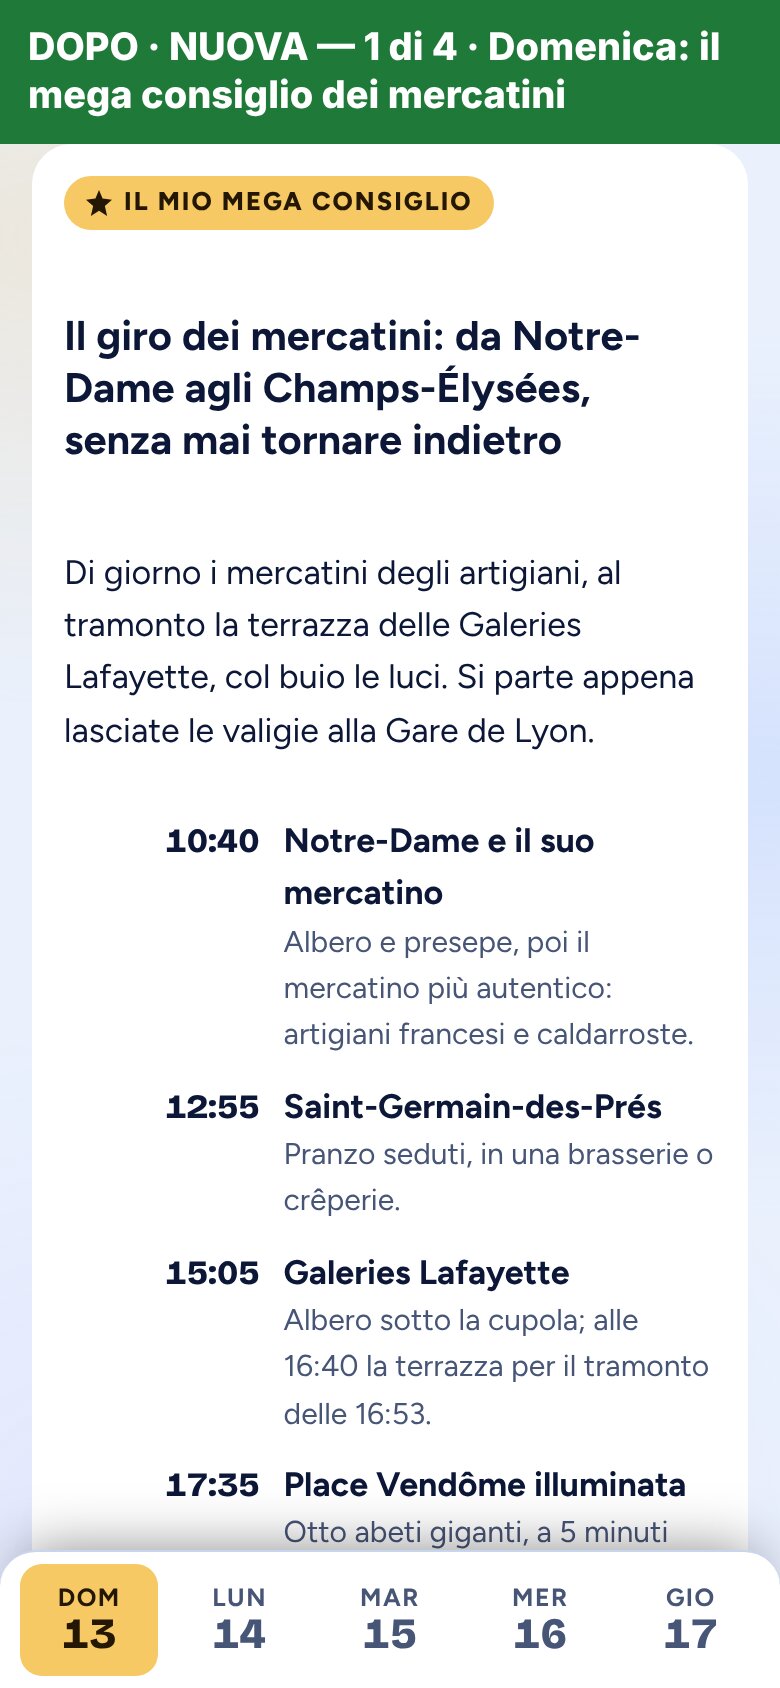 DOPO · NUOVA — 1 di 4 · Domenica: il
mega consiglio dei mercatini
★ IL MIO MEGA CONSIGLIO
Il giro dei mercatini: da Notre-
Dame agli Champs-Élysées,
senza mai tornare indietro
Di giorno i mercatini degli artigiani, al
tramonto la terrazza delle Galeries
Lafayette, col buio le luci. Si parte appena
lasciate le valigie alla Gare de Lyon.
10:40 Notre-Dame e il suo
mercatino
Albero e presepe, poi il
mercatino più autentico:
artigiani francesi e caldarroste.
12:55 Saint-Germain-des-Prés
Pranzo seduti, in una brasserie o
crêperie.
15:05 Galeries Lafayette
Albero sotto la cupola; alle
16:40 la terrazza per il tramonto
delle 16:53.
17:35 Place Vendôme illuminata
Otto abeti giganti, a 5 minuti
DOM LUN MAR MER GIO
13 14 15 16 17